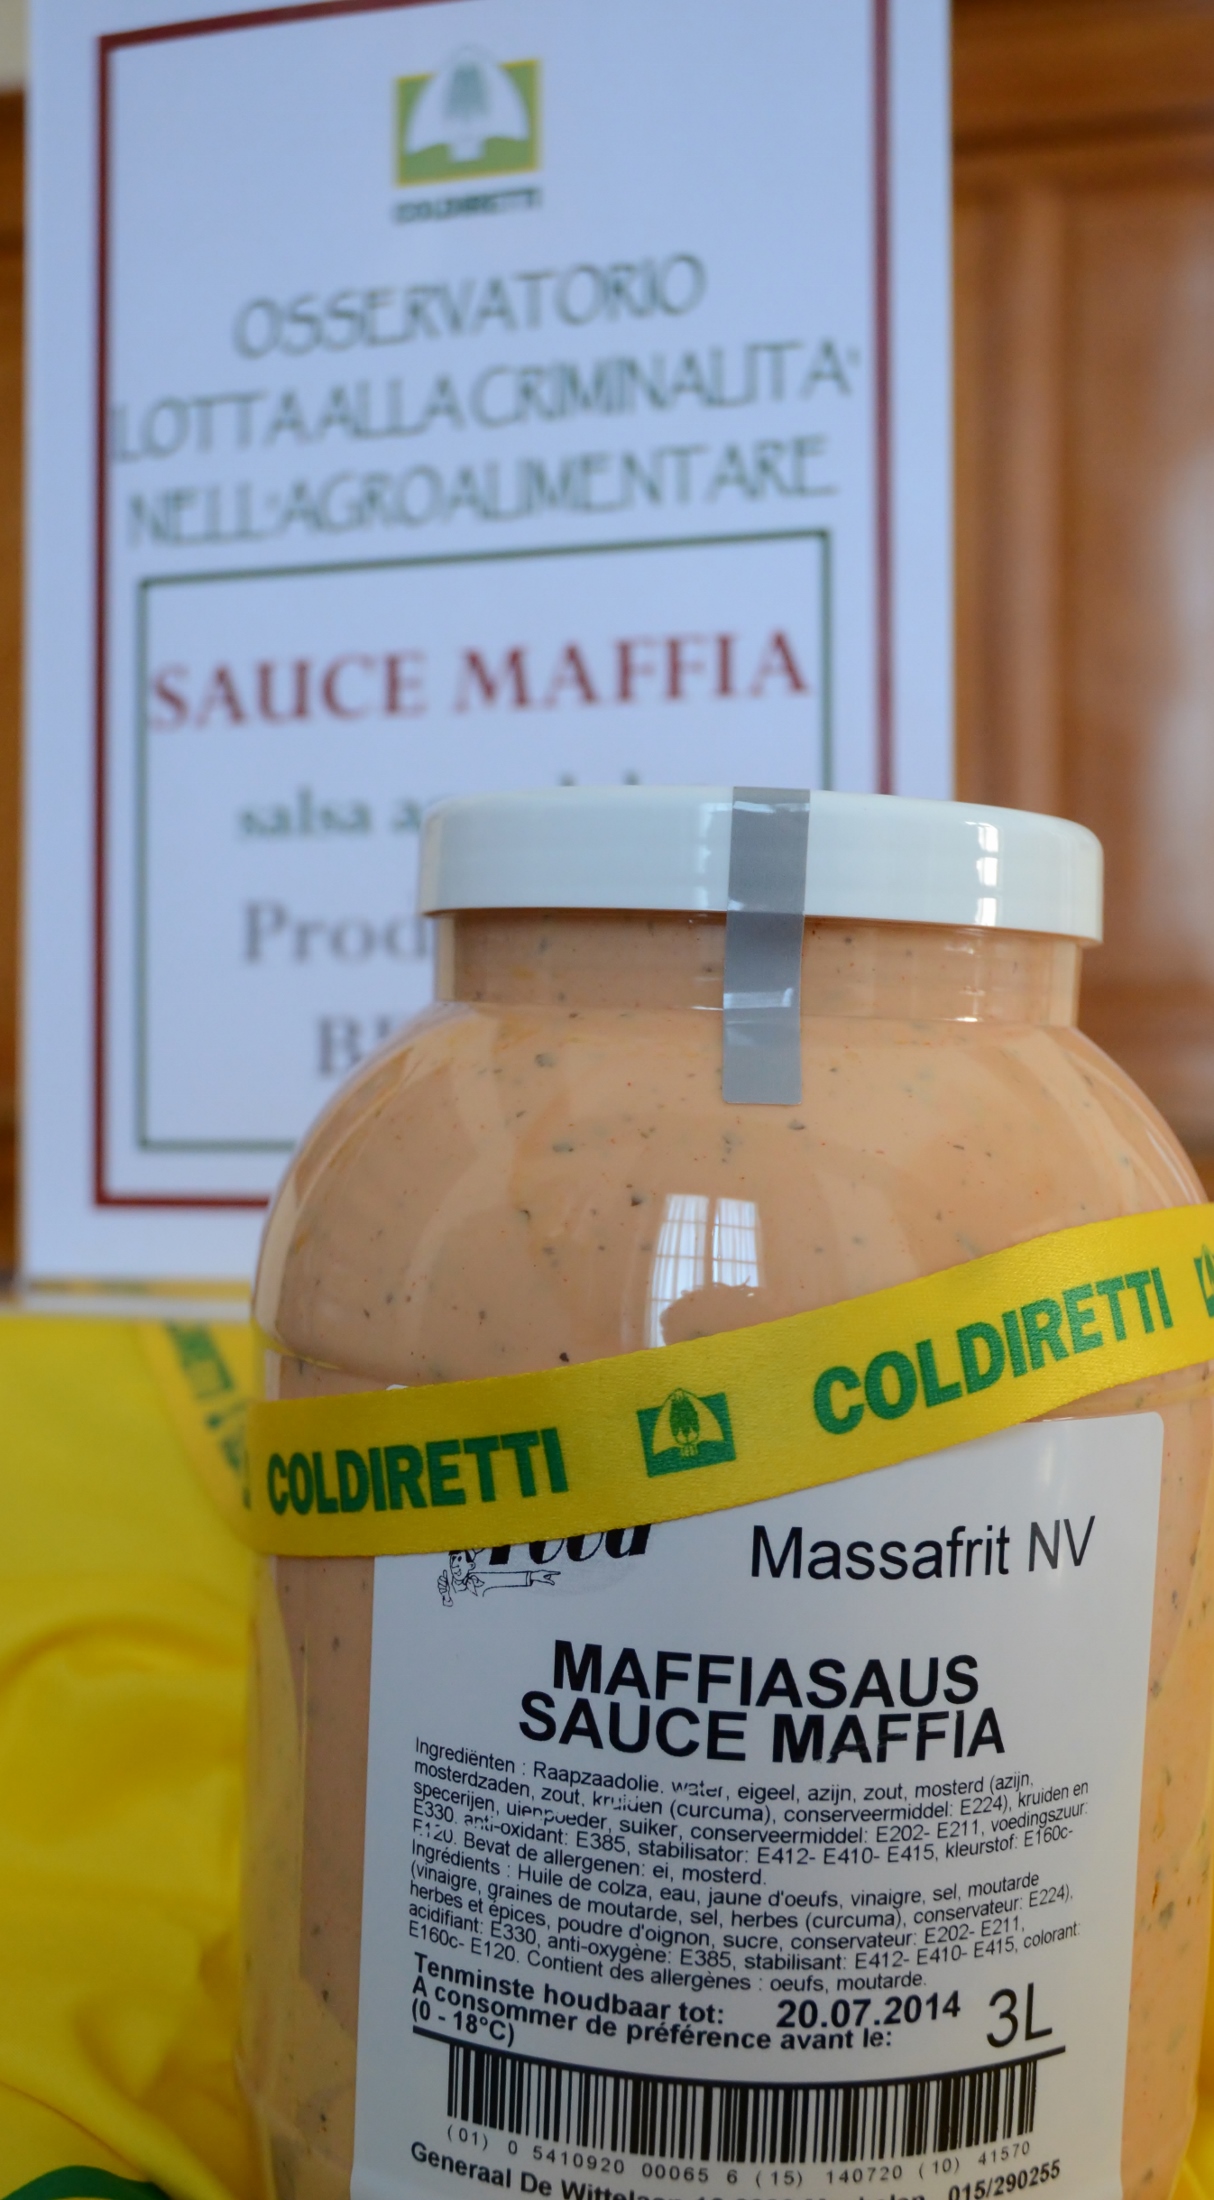 COLDIRETTI
OSSERVATORIO
LOTTA ALLA CRIMINALITA'
NELL'AGROALIMENTARE
SAUCE MAFFIA
salsa
COLDIRETTI
COLDIRETTI
Massafrit NV
MAFFIASAUS
SAUCE MAFFIA
Ingrediënten : Raapzaadolie. water, eigeel, azijn, zout, mosterd (azijn,
mosterdzaden, zout, kruiden (curcuma), conserveermiddel: E224), kruiden en
specerijen, uienpoeder, suiker, conserveermiddel: E202- E211, voedingszuur:
E330. anti-oxidant: E385, stabilisator: E412- E410- E415, kleurstof: E160c-
E120. Bevat de allergenen: ei, mosterd.
Ingrédients : Huile de colza, eau, jaune d'oeufs, vinaigre, sel, moutarde
(vinaigre, graines de moutarde, sel, herbes (curcuma), conservateur: E224),
herbes et épices, poudre d'oignon, sucre, conservateur: E202- E211,
acidifiant: E330, anti-oxygène: E385, stabilisant: E412- E410- E415, colorant:
E160c- E120. Contient des allergènes : oeufs, moutarde.
Tenminste houdbaar tot: 20.07.2014 3L
A consommer de préférence avant le:
(0 - 18°C)
(01) 0 5410920 00065 6 (15) 140720 (10) 41570
Generaal De 015/290255